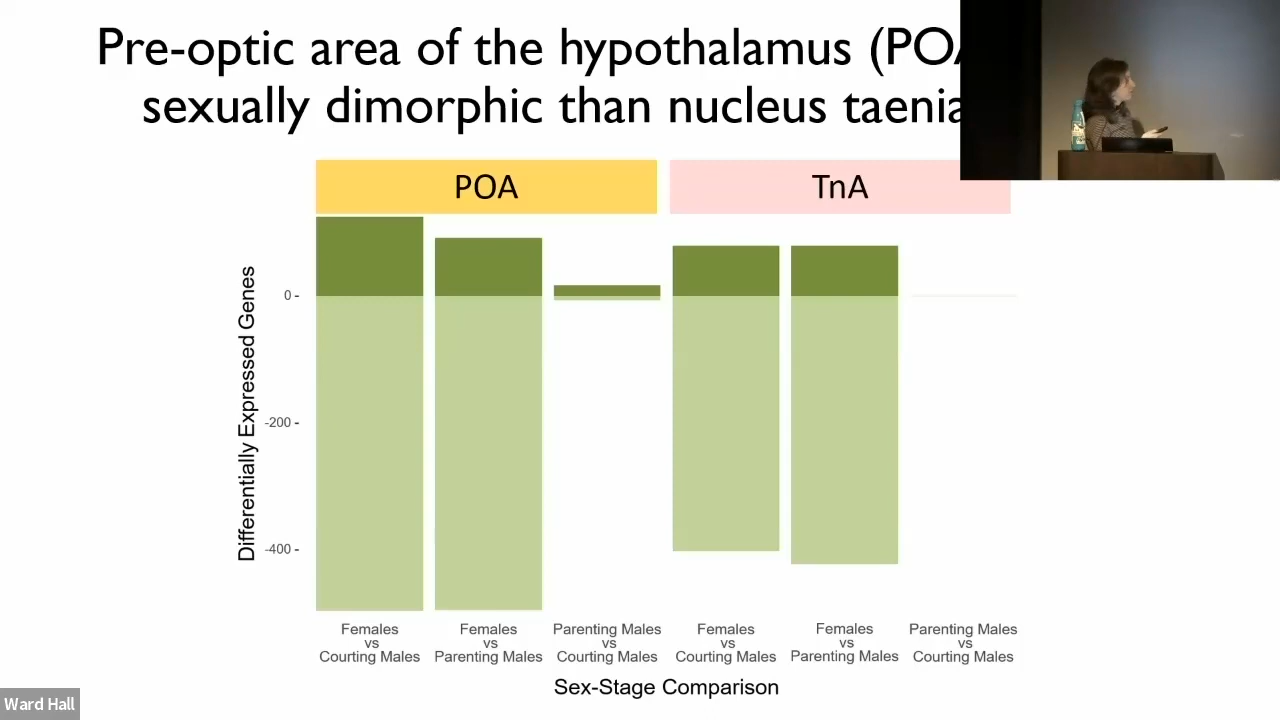 Pre-optic area of the hypothalamus (POA
sexually dimorphic than nucleus taenia
POA
TnA
Differentially Expressed Genes
0
-200
-400
Females
vs
Courting Males
Females
vs
Parenting Males
Parenting Males
vs
Courting Males
Females
vs
Courting Males
Females
vs
Parenting Males
Parenting Males
vs
Courting Males
Sex-Stage Comparison
Ward Hall